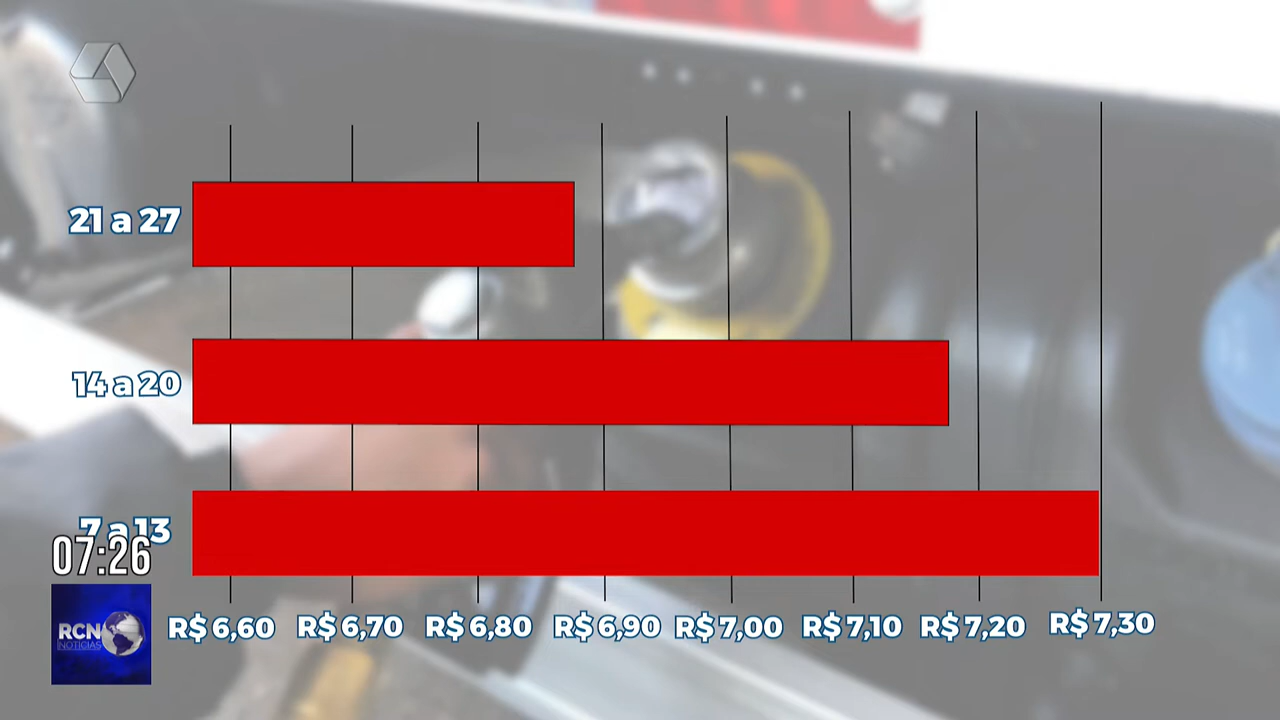 21 a 27
14 a 20
7 a 13
07:26
RCN
NOTÍCIAS
R$ 6,60 R$ 6,70 R$ 6,80 R$ 6,90 R$ 7,00 R$ 7,10 R$ 7,20 R$ 7,30